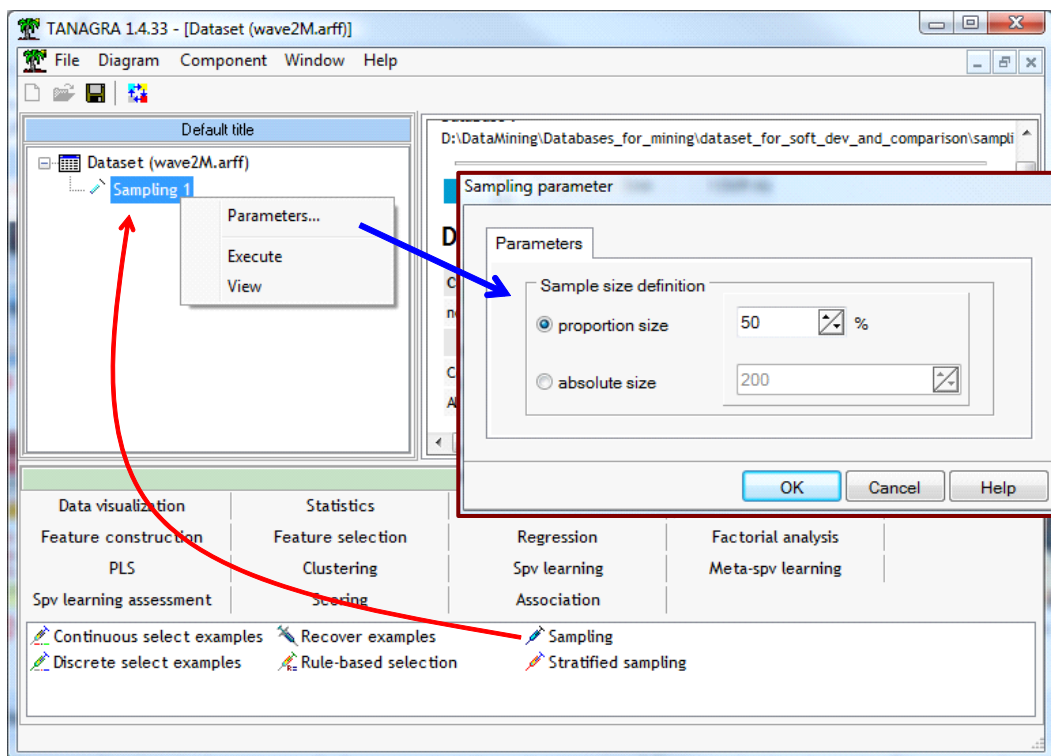 TANAGRA 1.4.33 - [Dataset (wave2M.arff)]
File Diagram Component Window Help
Default title
Dataset (wave2M.arff)
Sampling 1
Parameters...
Execute
View
D:\DataMining\Databases_for_mining\dataset_for_soft_dev_and_comparison\sampli
D
Sampling parameter
Parameters
Sample size definition
proportion size 50 %
absolute size 200
OK Cancel Help
Data visualization Statistics
Feature construction Feature selection Regression Factorial analysis
PLS Clustering Spv learning Meta-spv learning
Spv learning assessment Scoring Association
Continuous select examples Recover examples Sampling
Discrete select examples Rule-based selection Stratified sampling